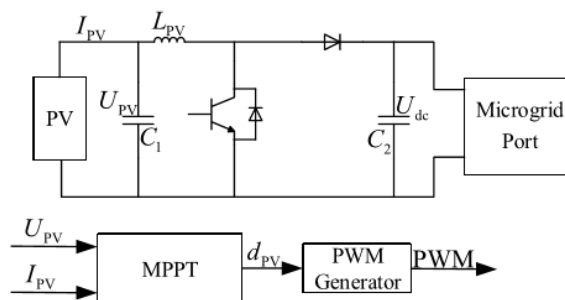 I_PV
L_PV
PV
U_PV
C_1
U_dc
C_2
Microgrid
Port
U_PV
I_PV
MPPT
d_PV
PWM
Generator
PWM